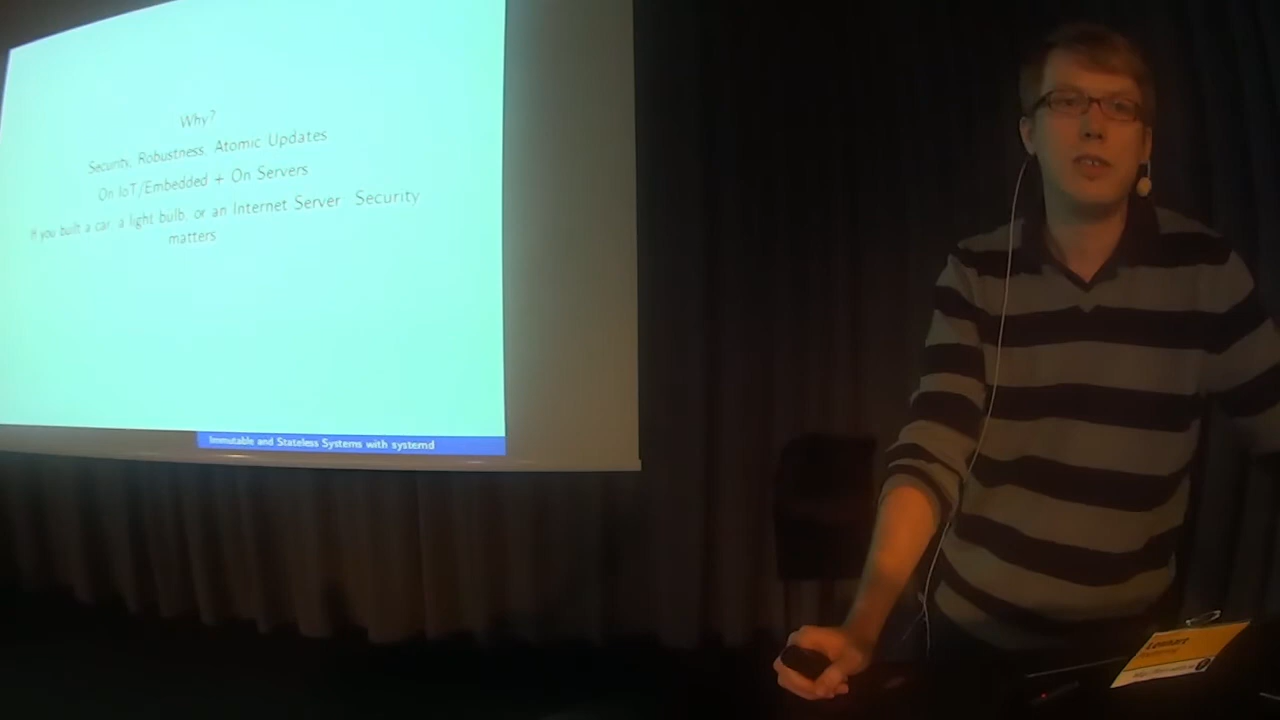 Why?
Security, Robustness, Atomic Updates
On IoT/Embedded + On Servers
If you built a car, a light bulb, or an Internet Server Security
matters
Immutable and Stateless Systems with systemd
Lennart